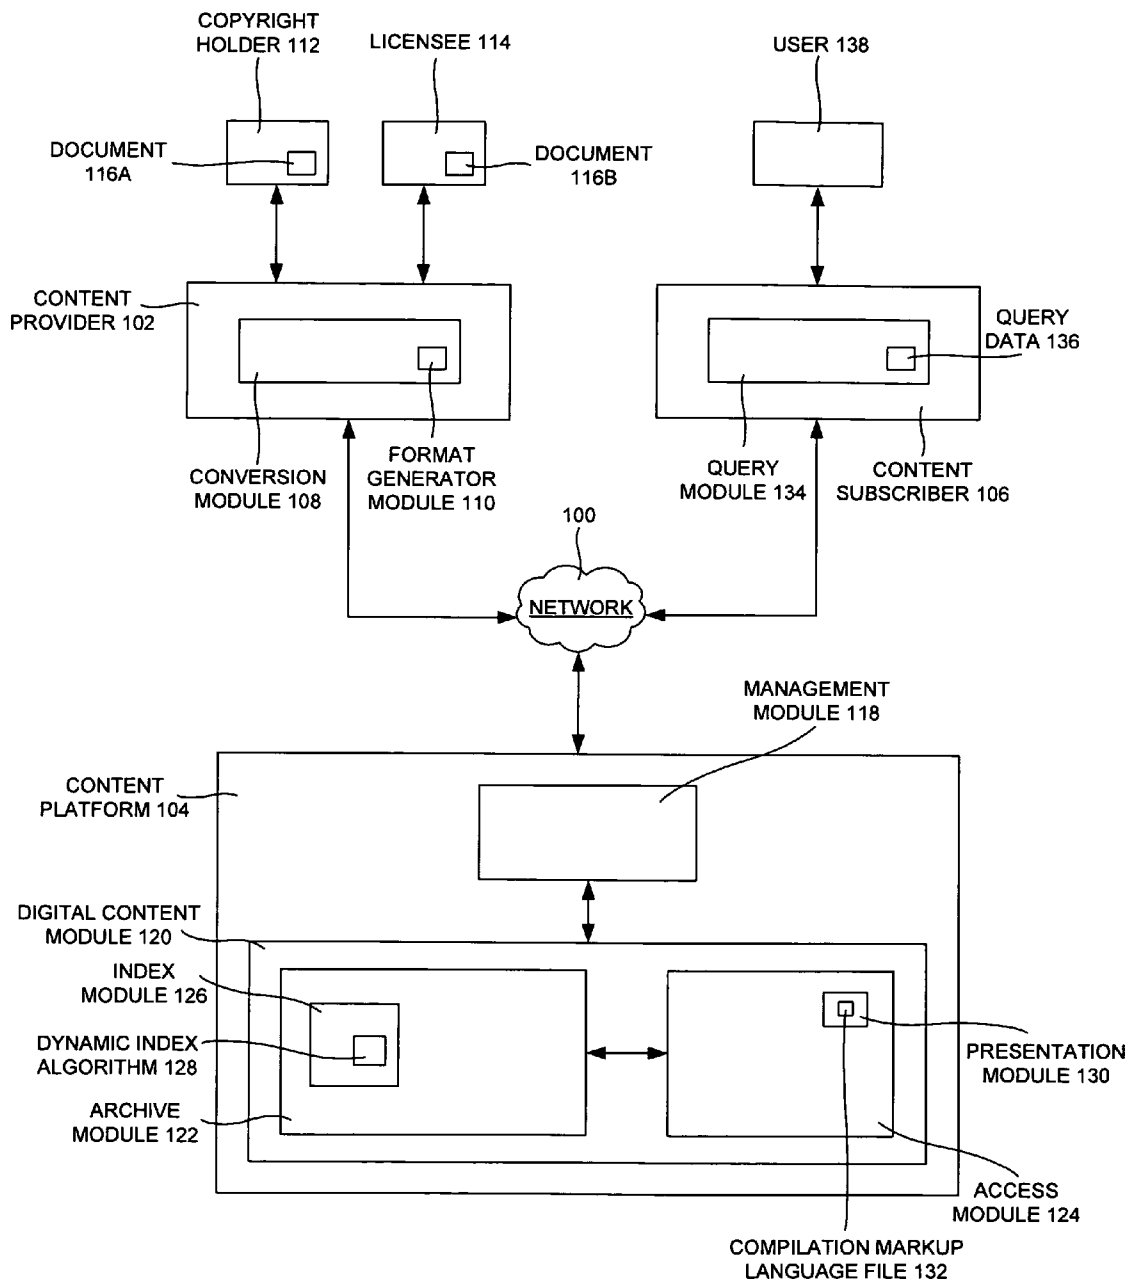 COPYRIGHT
HOLDER 112
LICENSEE 114
USER 138
DOCUMENT
116A
DOCUMENT
116B
CONTENT
PROVIDER 102
QUERY
DATA 136
CONVERSION
MODULE 108
FORMAT
GENERATOR
MODULE 110
QUERY
MODULE 134
CONTENT
SUBSCRIBER 106
100
NETWORK
MANAGEMENT
MODULE 118
CONTENT
PLATFORM 104
DIGITAL CONTENT
MODULE 120
INDEX
MODULE 126
DYNAMIC INDEX
ALGORITHM 128
ARCHIVE
MODULE 122
PRESENTATION
MODULE 130
ACCESS
MODULE 124
COMPILATION MARKUP
LANGUAGE FILE 132